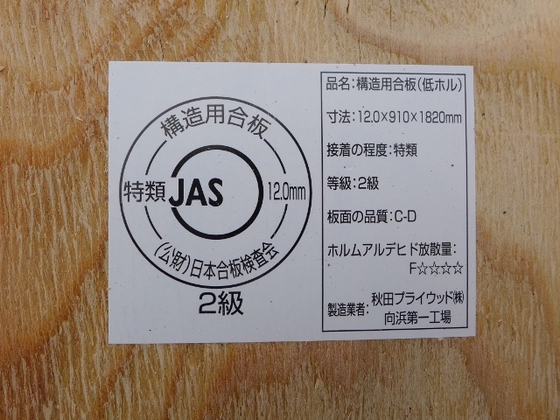 構造用合板
特類 JAS 12.0mm
(公財)日本合板検査会
2級
品名:構造用合板(低ホル)
寸法:12.0×910×1820mm
接着の程度:特類
等級:2級
板面の品質:C-D
ホルムアルデヒド放散量:
F☆☆☆☆
製造業者:秋田プライウッド㈱
向浜第一工場